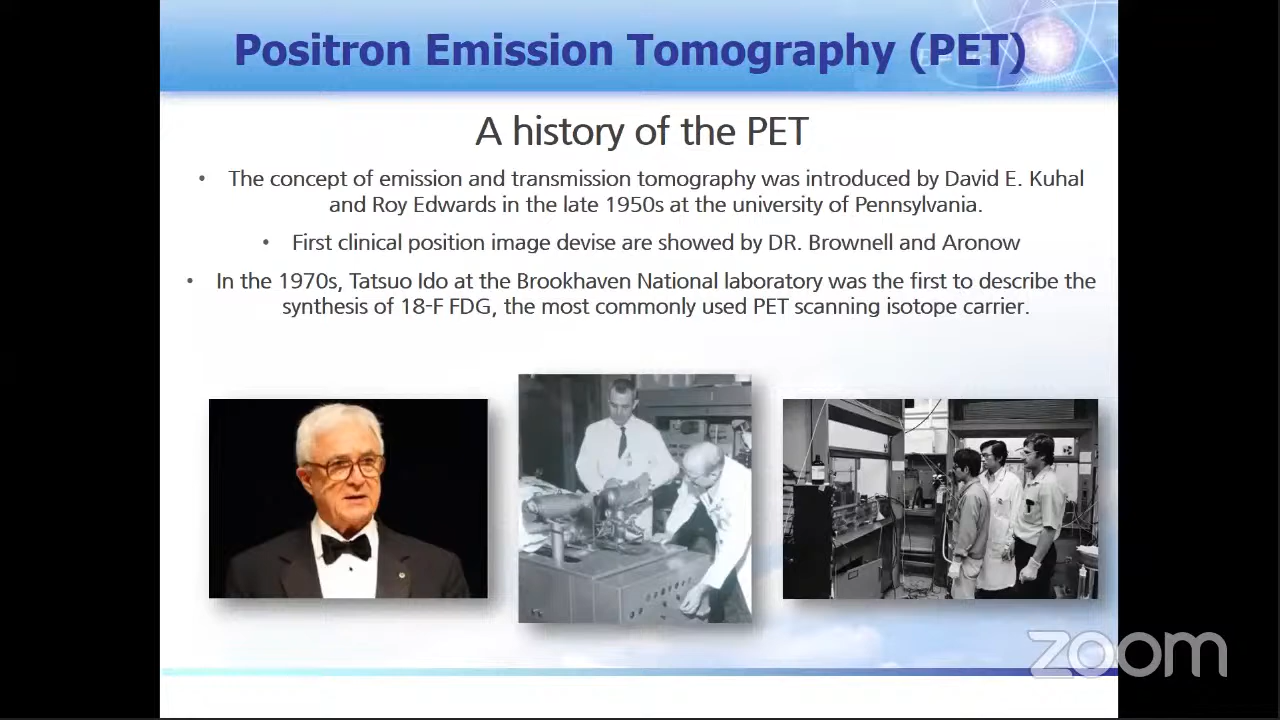 Positron Emission Tomography (PET)
A history of the PET
• The concept of emission and transmission tomography was introduced by David E. Kuhal
and Roy Edwards in the late 1950s at the university of Pennsylvania.
• First clinical position image devise are showed by DR. Brownell and Aronow
• In the 1970s, Tatsuo Ido at the Brookhaven National laboratory was the first to describe the
synthesis of 18-F FDG, the most commonly used PET scanning isotope carrier.
zoom